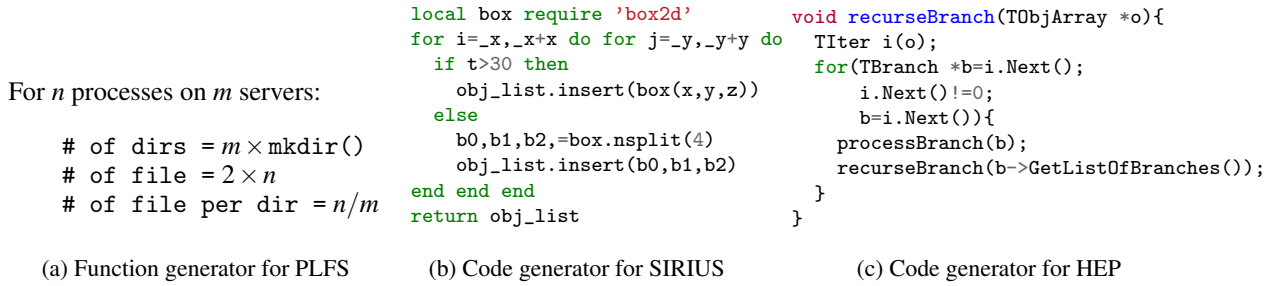 For n processes on m servers:
# of dirs = m × mkdir()
# of file = 2 × n
# of file per dir = n/m
(a) Function generator for PLFS
local box require 'box2d'
for i=_x,_x+x do for j=_y,_y+y do
if t>30 then
obj_list.insert(box(x,y,z))
else
b0,b1,b2,=box.nsplit(4)
obj_list.insert(b0,b1,b2)
end end end
return obj_list
(b) Code generator for SIRIUS
void recurseBranch(TObjArray *o){
TIter i(o);
for(TBranch *b=i.Next();
i.Next()!=0;
b=i.Next()){
processBranch(b);
recurseBranch(b->GetListOfBranches());
}
}
(c) Code generator for HEP